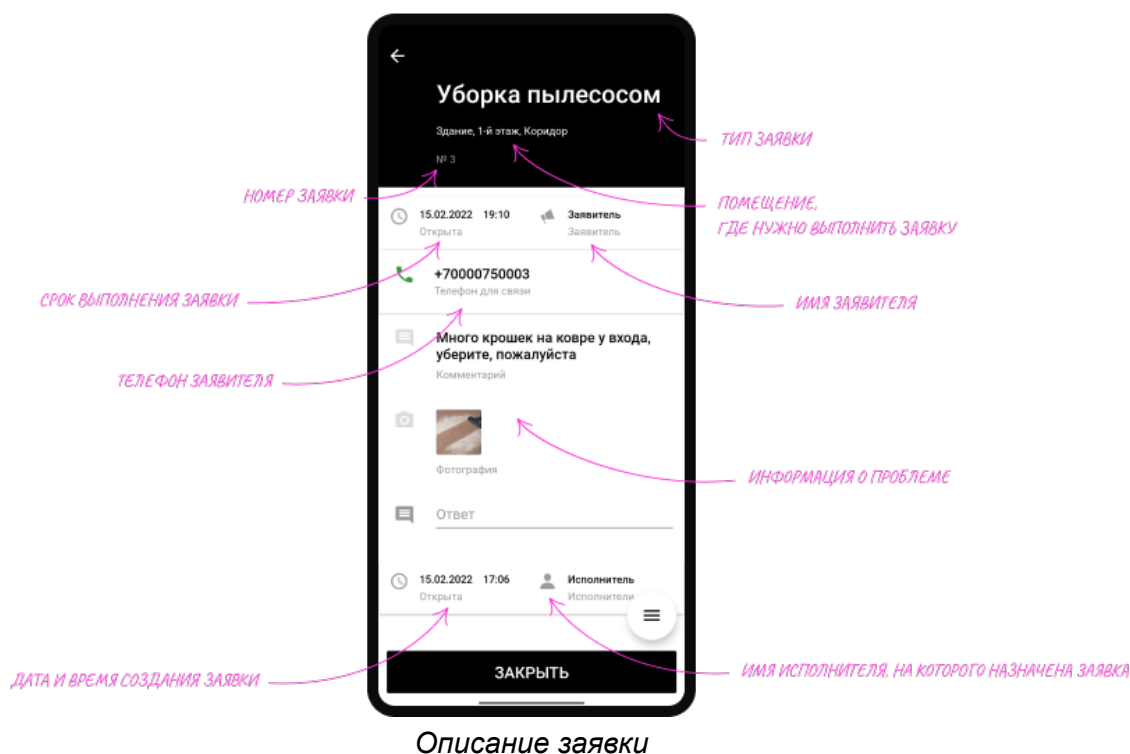 Уборка пылесосом
Здание, 1-й этаж, Коридор
№ 3
ТИП ЗАЯВКИ
НОМЕР ЗАЯВКИ
ПОМЕЩЕНИЕ,
ГДЕ НУЖНО ВЫПОЛНИТЬ ЗАЯВКУ
15.02.2022 19:10 Заявитель
Открыта Заявитель
+70000750003
Телефон для связи
СРОК ВЫПОЛНЕНИЯ ЗАЯВКИ
ИМЯ ЗАЯВИТЕЛЯ
Много крошек на ковре у входа,
уберите, пожалуйста
Комментарий
ТЕЛЕФОН ЗАЯВИТЕЛЯ
Фотография
ИНФОРМАЦИЯ О ПРОБЛЕМЕ
Ответ
15.02.2022 17:06 Исполнитель
Открыта Исполнители
ДАТА И ВРЕМЯ СОЗДАНИЯ ЗАЯВКИ
ЗАКРЫТЬ
ИМЯ ИСПОЛНИТЕЛЯ, НА КОТОРОГО НАЗНАЧЕНА ЗАЯВКА
Описание заявки